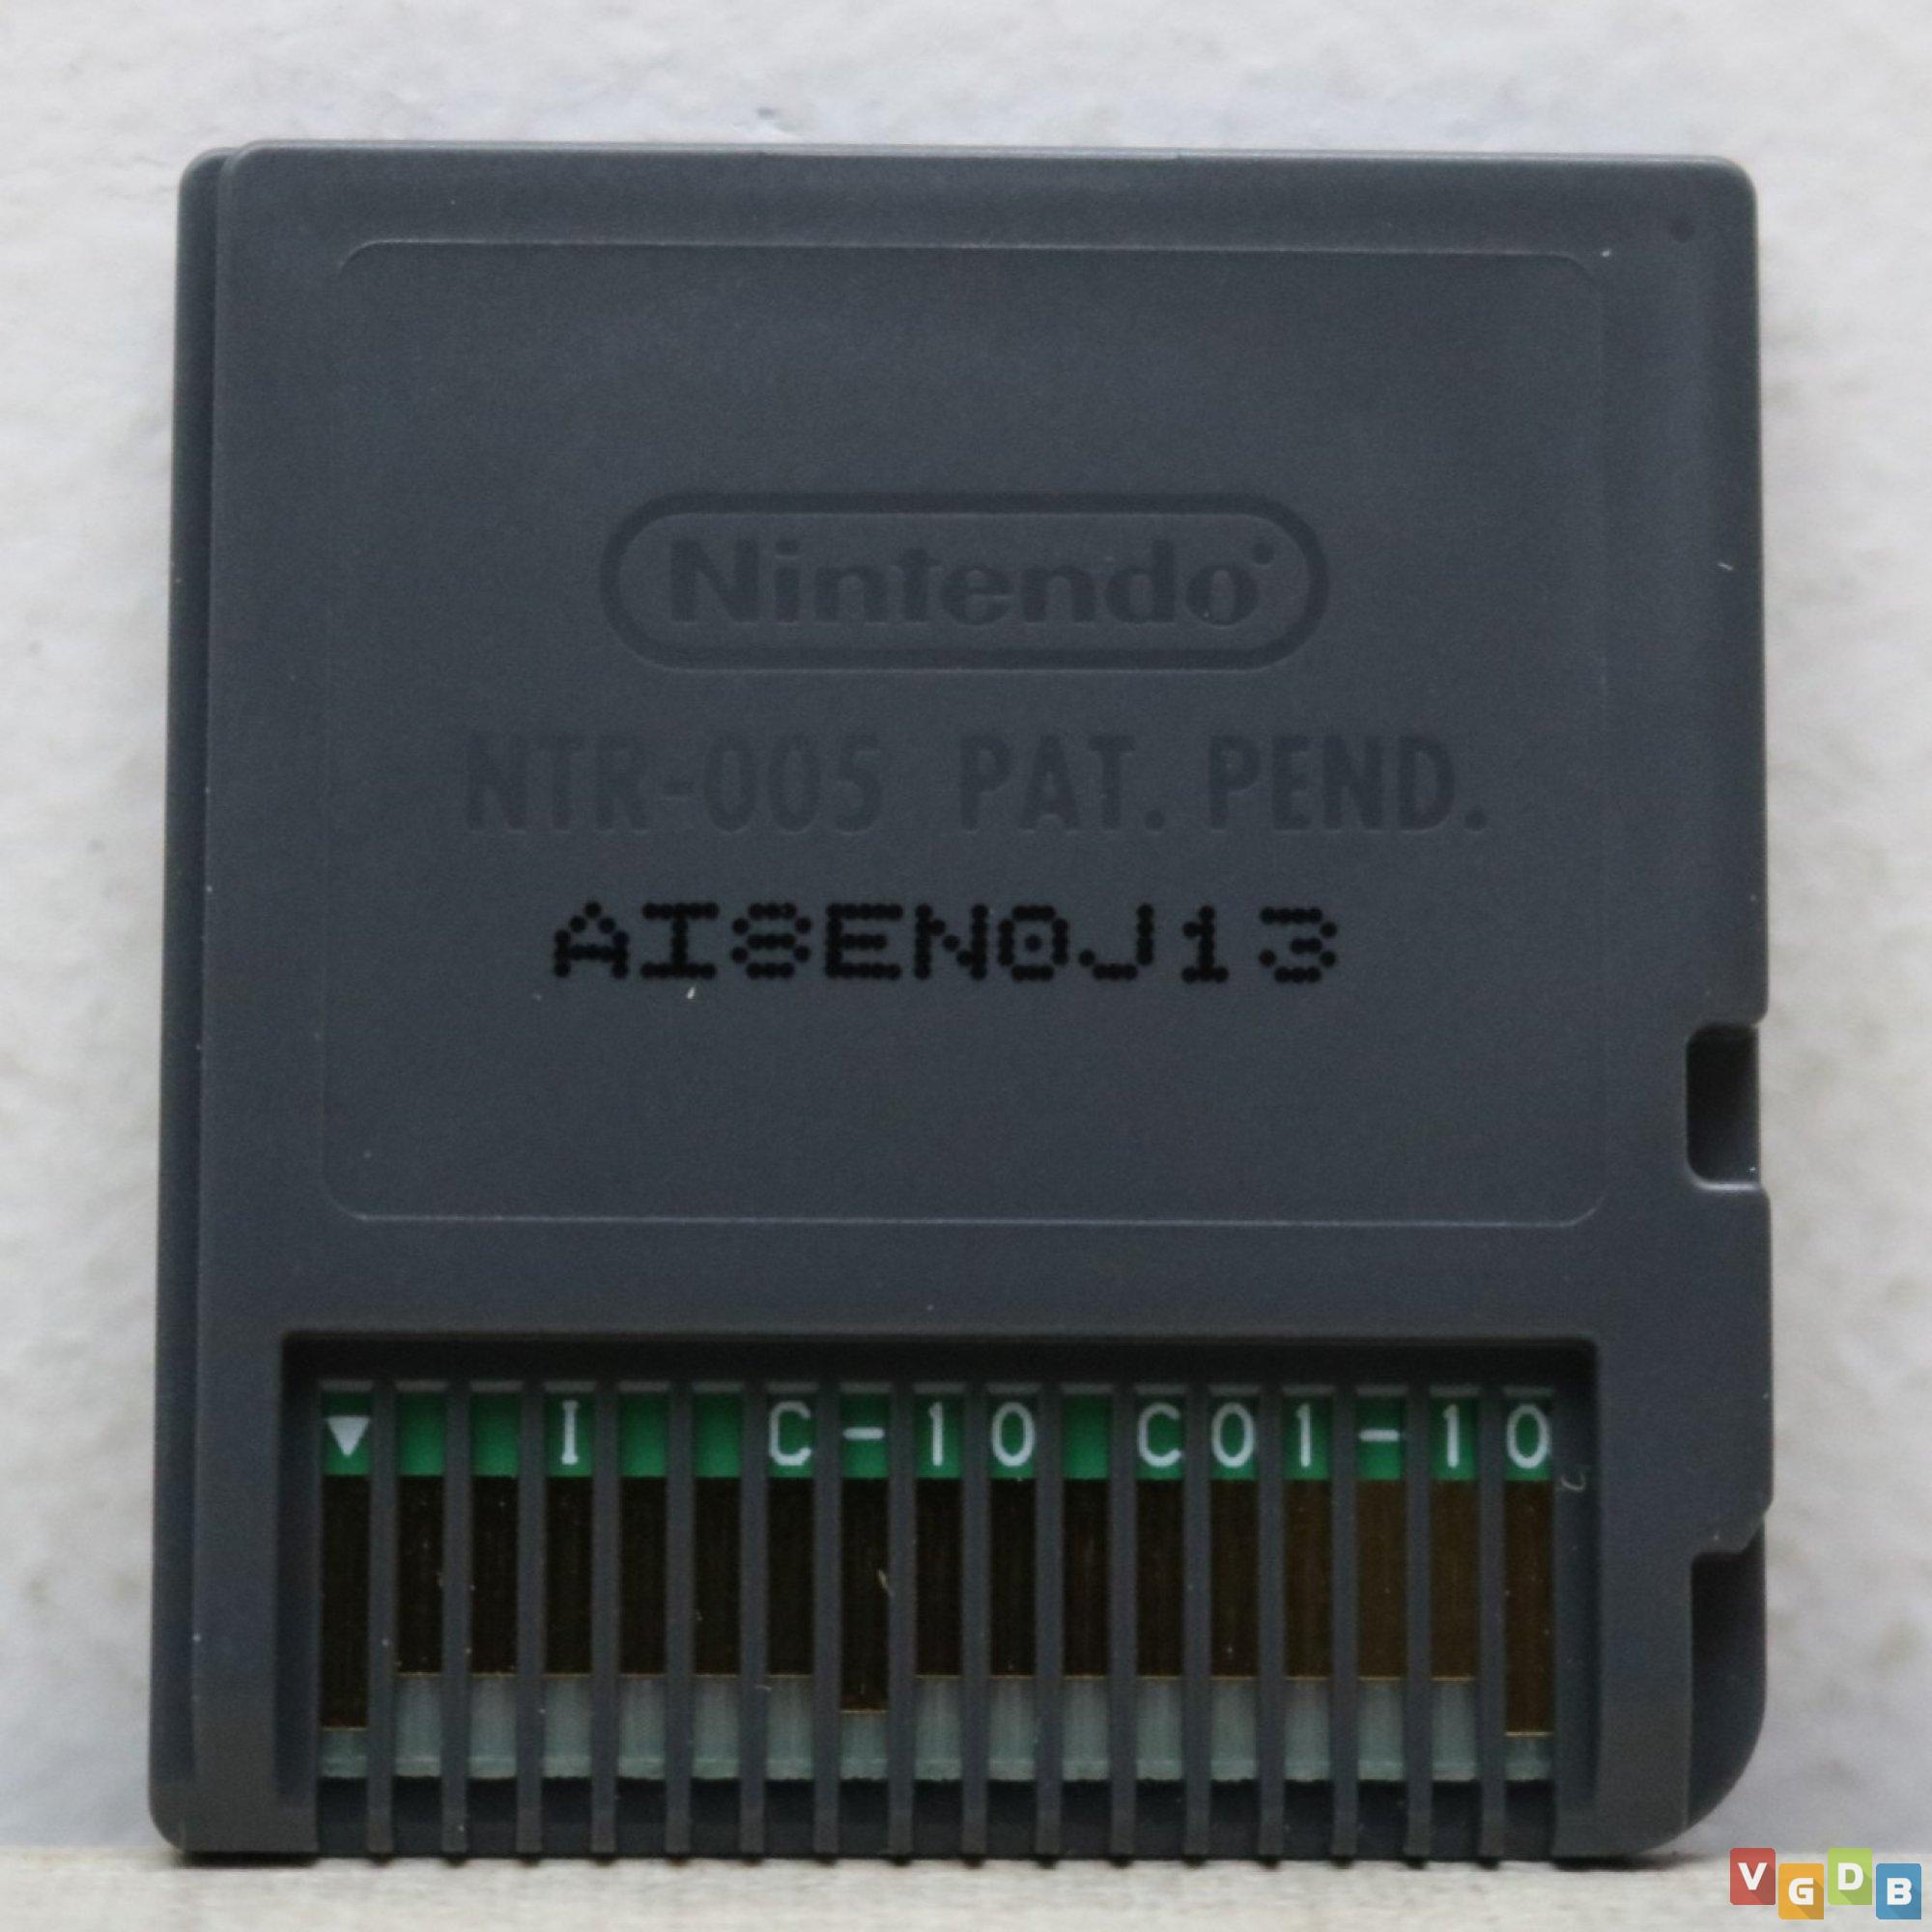 Nintendo®
NTR-005 PAT. PEND.
AI8EN0J13
▼ I C-10 C01-10
VGDB